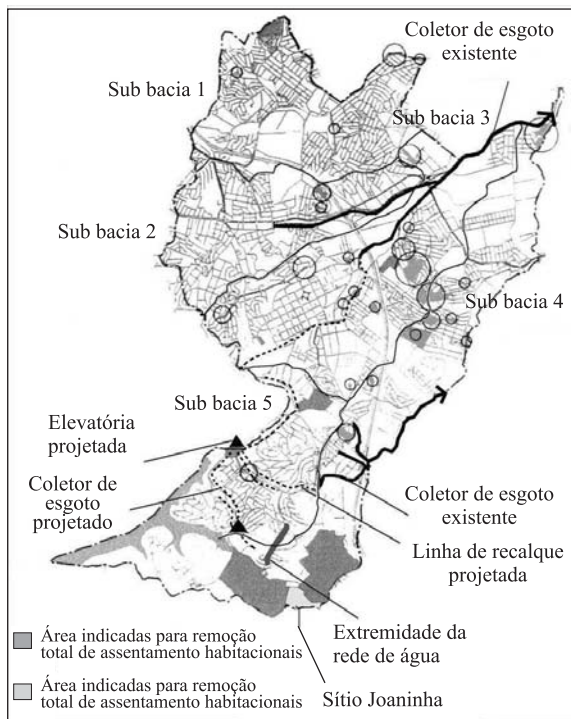 Coletor de esgoto
existente
Sub bacia 1
Sub bacia 3
Sub bacia 2
Sub bacia 4
Sub bacia 5
Elevatória
projetada
Coletor de
esgoto
projetado
Coletor de esgoto
existente
Linha de recalque
projetada
Extremidade da
rede de água
Área indicadas para remoção
total de assentamento habitacionais
Área indicadas para remoção
total de assentamento habitacionais
Sítio Joaninha